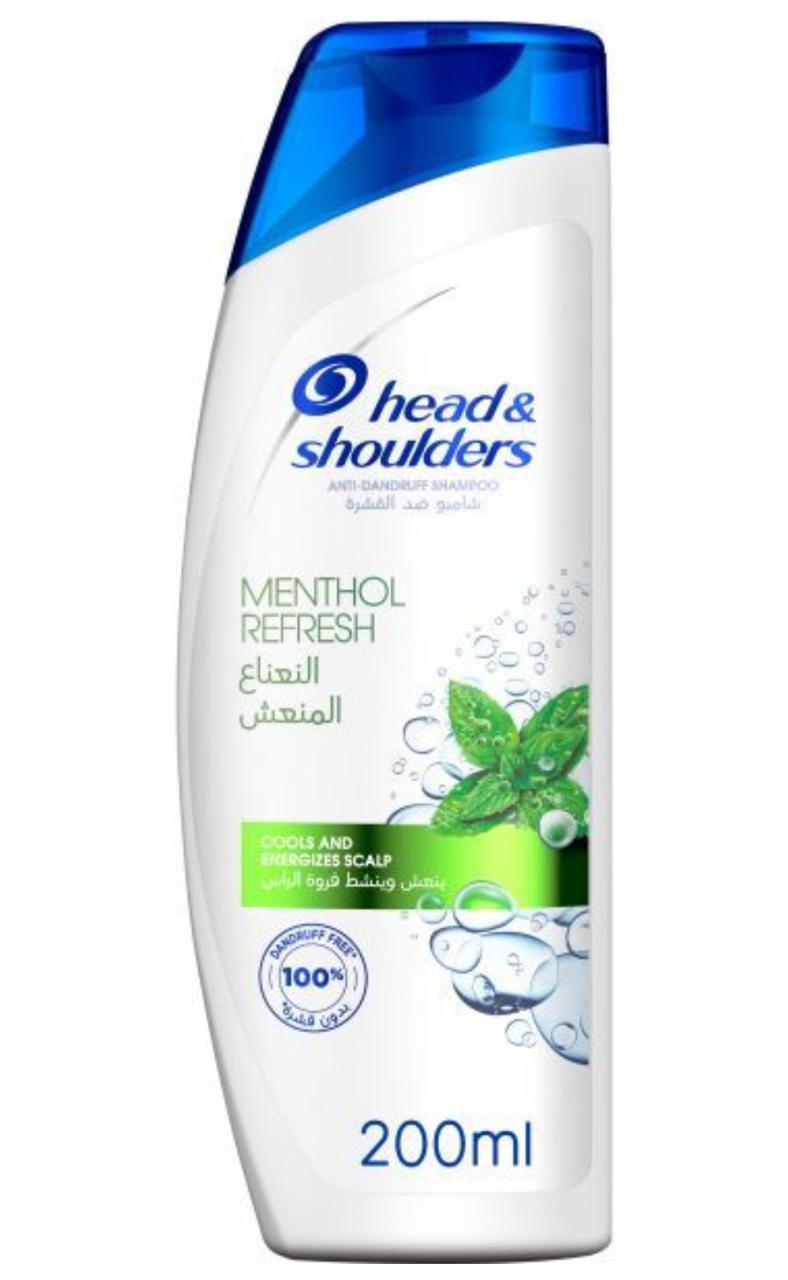 head &
shoulders
ANTI-DANDRUFF SHAMPOO
شامبو ضد القشرة
MENTHOL
REFRESH
النعناع
المنعش
COOLS AND
ENERGIZES SCALP
ينعش وينشط فروة الرأس
DANDRUFF FREE*
100%
بدون قشرة*
200ml